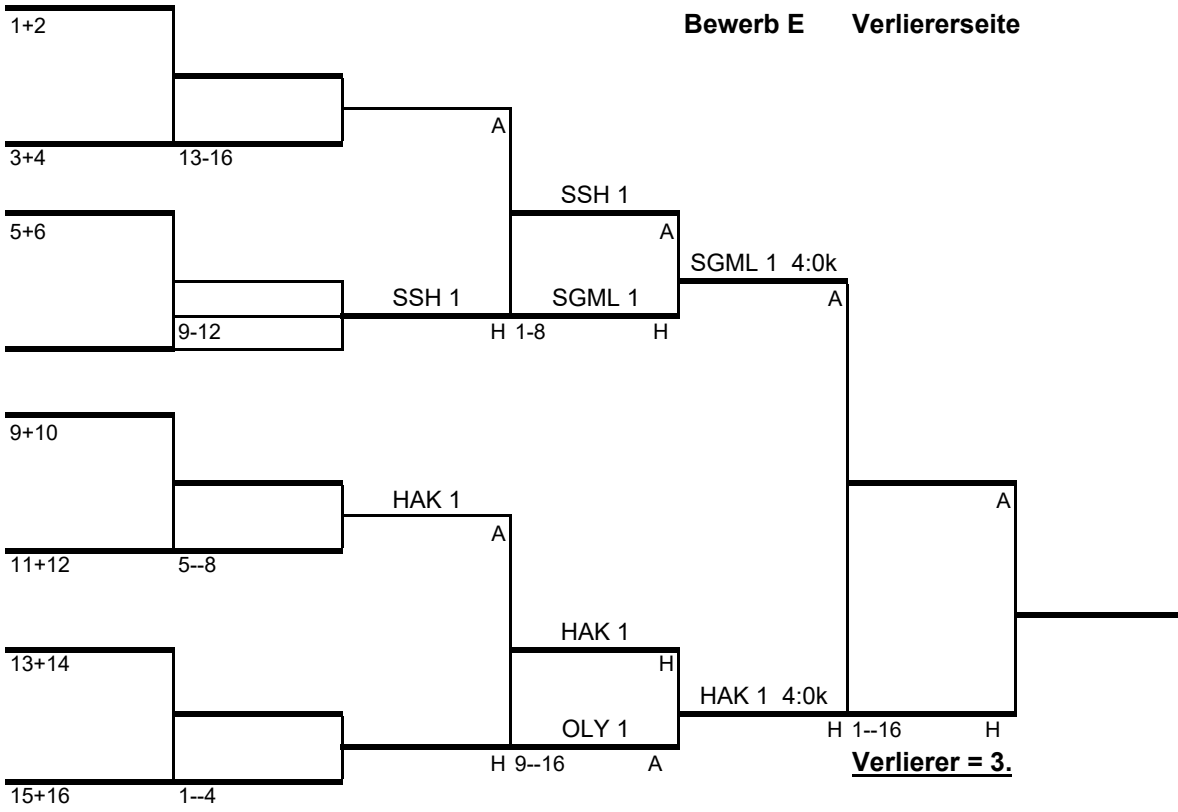 Bewerb E Verliererseite
1+2
A
3+4 13-16
SSH 1
5+6
A
SGML 1 4:0k
SSH 1 SGML 1
A
9-12 H 1-8 H
9+10
HAK 1
A
A
11+12 5--8
HAK 1
13+14
H
HAK 1 4:0k
OLY 1
H 1--16 H
H 9--16 A
Verlierer = 3.
15+16 1--4